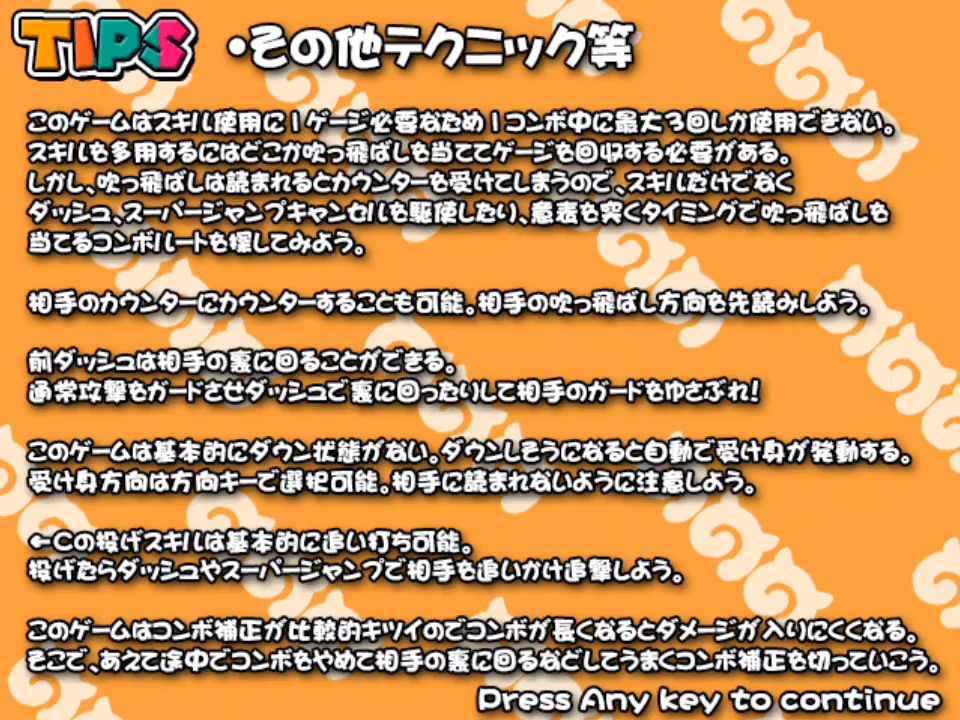 TIPS ・その他テクニック等
このゲームはスキル使用に1ゲージ必要なため1コンボ中に最大3回しか使用できない。
スキルを多用するにはどこか吹っ飛ばしを当ててゲージを回収する必要がある。
しかし、吹っ飛ばしは読まれるとカウンターを受けてしまうので、スキルだけでなく
ダッシュ、スーパージャンプキャンセルを駆使したり、意表を突くタイミングで吹っ飛ばしを
当てるコンボルートを探してみよう。
相手のカウンターにカウンターすることも可能。相手の吹っ飛ばし方向を先読みしよう。
前ダッシュは相手の裏に回ることができる。
通常攻撃をガードさせダッシュで裏に回ったりして相手のガードをゆさぶれ!
このゲームは基本的にダウン状態がない。ダウンしそうになると自動で受け身が発動する。
受け身方向は方向キーで選択可能。相手に読まれないように注意しよう。
←Cの投げスキルは基本的に追い打ち可能。
投げたらダッシュやスーパージャンプで相手を追いかけ追撃しよう。
このゲームはコンボ補正が比較的キツイのでコンボが長くなるとダメージが入りにくくなる。
そこで、あえて途中でコンボをやめて相手の裏に回るなどしてうまくコンボ補正を切っていこう。
Press Any key to continue